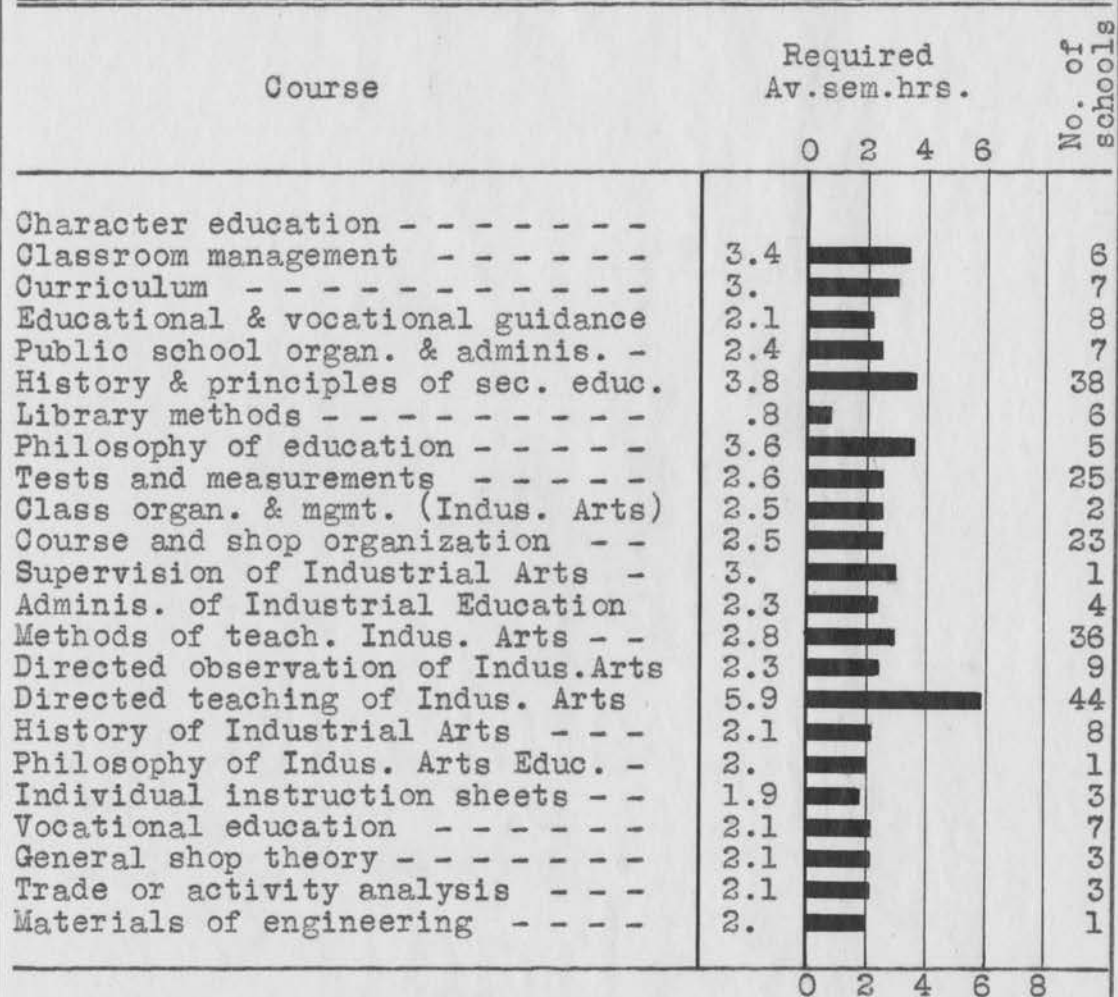 Course
Required
Av.sem.hrs.
No. of
schools
0 2 4 6
Character education - - - - - - -
Classroom management - - - - - - 3.4 6
Curriculum - - - - - - - - - - - 3. 7
Educational & vocational guidance 2.1 8
Public school organ. & adminis. - 2.4 7
History & principles of sec. educ. 3.8 38
Library methods - - - - - - - - - .8 6
Philosophy of education - - - - - 3.6 5
Tests and measurements - - - - - 2.6 25
Class organ. & mgmt. (Indus. Arts) 2.5 2
Course and shop organization - - 2.5 23
Supervision of Industrial Arts - 3. 1
Adminis. of Industrial Education 2.3 4
Methods of teach. Indus. Arts - - 2.8 36
Directed observation of Indus.Arts 2.3 9
Directed teaching of Indus. Arts 5.9 44
History of Industrial Arts - - - 2.1 8
Philosophy of Indus. Arts Educ. - 2. 1
Individual instruction sheets - - 1.9 3
Vocational education - - - - - - 2.1 7
General shop theory - - - - - - - 2.1 3
Trade or activity analysis - - - 2.1 3
Materials of engineering - - - - 2. 1
0 2 4 6 8